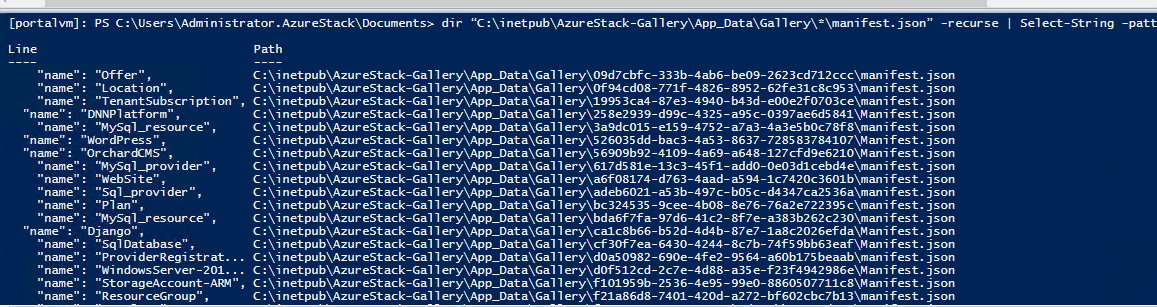 [portalvm]: PS C:\Users\Administrator.AzureStack\Documents> dir “C:\inetpub\AzureStack-Gallery\App_Data\Gallery\*\manifest.json” -recurse | Select-String -patt
Line Path
---- ----
"name": "Offer", C:\inetpub\AzureStack-Gallery\App_Data\Gallery\09d7cbfc-333b-4ab6-be09-2623cd712ccc\manifest.json
"name": "Location", C:\inetpub\AzureStack-Gallery\App_Data\Gallery\0f94cd08-771f-4826-8952-62fe31c8c953\manifest.json
"name": "TenantSubscription", C:\inetpub\AzureStack-Gallery\App_Data\Gallery\19953ca4-87e3-4940-b43d-e00e2f0703ce\manifest.json
"name": "DNNPlatform", C:\inetpub\AzureStack-Gallery\App_Data\Gallery\258e2939-d99c-4325-a95c-0397ae6d5841\Manifest.json
"name": "MySql_resource", C:\inetpub\AzureStack-Gallery\App_Data\Gallery\3a9dc015-e159-4752-a7a3-4a3e5b0c78f8\manifest.json
"name": "WordPress", C:\inetpub\AzureStack-Gallery\App_Data\Gallery\526035dd-bac3-4a53-8637-728583784107\Manifest.json
"name": "OrchardCMS", C:\inetpub\AzureStack-Gallery\App_Data\Gallery\56909b92-4109-4a69-a648-127cfd9e6210\Manifest.json
"name": "MySql_provider", C:\inetpub\AzureStack-Gallery\App_Data\Gallery\617d581e-13c3-45f1-add0-0e03d1cebd4e\manifest.json
"name": "WebSite", C:\inetpub\AzureStack-Gallery\App_Data\Gallery\a6f08174-d763-4aad-a594-1c7420c3601b\manifest.json
"name": "Sql_provider", C:\inetpub\AzureStack-Gallery\App_Data\Gallery\adeb6021-a53b-497c-b05c-d4347ca2536a\manifest.json
"name": "Plan", C:\inetpub\AzureStack-Gallery\App_Data\Gallery\bc324535-9cee-4b08-8e76-76a2e722395c\manifest.json
"name": "MySql_resource", C:\inetpub\AzureStack-Gallery\App_Data\Gallery\bda6f7fa-97d6-41c2-8f7e-a383b262c230\manifest.json
"name": "Django", C:\inetpub\AzureStack-Gallery\App_Data\Gallery\ca1c8b66-b52d-4d4b-87e7-1a8c2026efda\Manifest.json
"name": "SqlDatabase", C:\inetpub\AzureStack-Gallery\App_Data\Gallery\cf30f7ea-6430-4244-8c7b-74f59bb63eaf\manifest.json
"name": "ProviderRegistrat... C:\inetpub\AzureStack-Gallery\App_Data\Gallery\d0a50982-690e-4fe2-9564-a60b175beaab\manifest.json
"name": "WindowsServer-201... C:\inetpub\AzureStack-Gallery\App_Data\Gallery\d0f512cd-2c7e-4d88-a35e-f23f4942986e\manifest.json
"name": "StorageAccount-ARM", C:\inetpub\AzureStack-Gallery\App_Data\Gallery\f101959b-2536-4e95-99e0-8860507711c8\manifest.json
"name": "ResourceGroup", C:\inetpub\AzureStack-Gallery\App_Data\Gallery\f21a86d8-7401-420d-a272-bf602cbc7b13\manifest.json